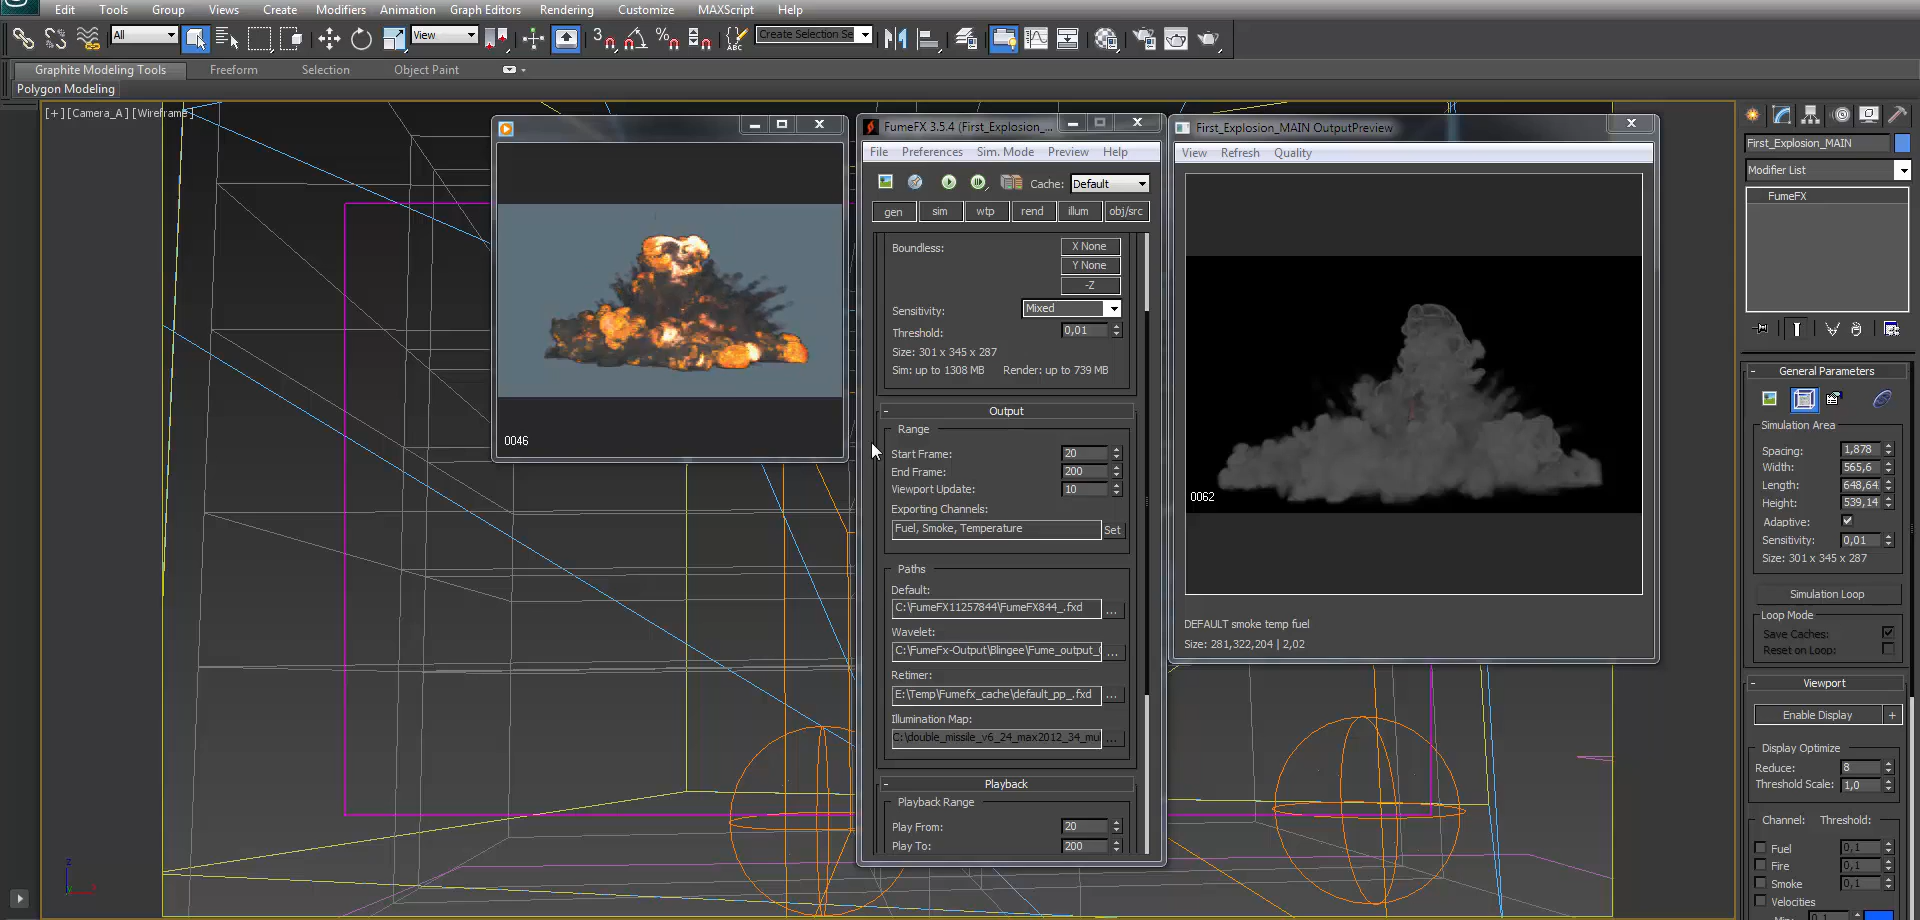 Edit Tools Group Views Create Modifiers Animation Graph Editors Rendering Customize MAXScript Help
All
View
3
Create Selection Se
Graphite Modeling Tools Freeform Selection Object Paint
Polygon Modeling
[+] [Camera_A] [Wireframe]
0046
FumeFX 3.5.4 (First_Explosion_...
File Preferences Sim. Mode Preview Help
Cache: Default
gen sim wtp rend illum obj/src
Boundless: X None
Y None
-Z
Sensitivity: Mixed
Threshold: 0,01
Size: 301 x 345 x 287
Sim: up to 1308 MB Render: up to 739 MB
- Output
Range
Start Frame: 20
End Frame: 200
Viewport Update: 10
Exporting Channels:
Fuel, Smoke, Temperature Set
Paths
Default:
C:\FumeFX11257844\FumeFX844_.fxd ...
Wavelet:
C:\FumeFx-Output\Blingee\Fume_output_ ...
Retimer:
E:\Temp\Fumefx_cache\default_pp_.fxd ...
Illumination Map:
C:\double_missile_v6_24_max2012_34_mu ...
- Playback
Playback Range
Play From: 20
Play To: 200
First_Explosion_MAIN OutputPreview
View Refresh Quality
0062
DEFAULT smoke temp fuel
Size: 281,322,204 | 2,02
First_Explosion_MAIN
Modifier List
FumeFX
- General Parameters
Simulation Area
Spacing: 1,878
Width: 565,6
Length: 648,64
Height: 539,14
Adaptive:
Sensitivity: 0,01
Size: 301 x 345 x 287
Simulation Loop
Loop Mode
Save Caches:
Reset on Loop:
- Viewport
Enable Display +
Display Optimize
Reduce: 8
Threshold Scale: 1,0
Channel: Threshold:
Fuel 0,1
Fire 0,1
Smoke 0,1
Velocities
z
x